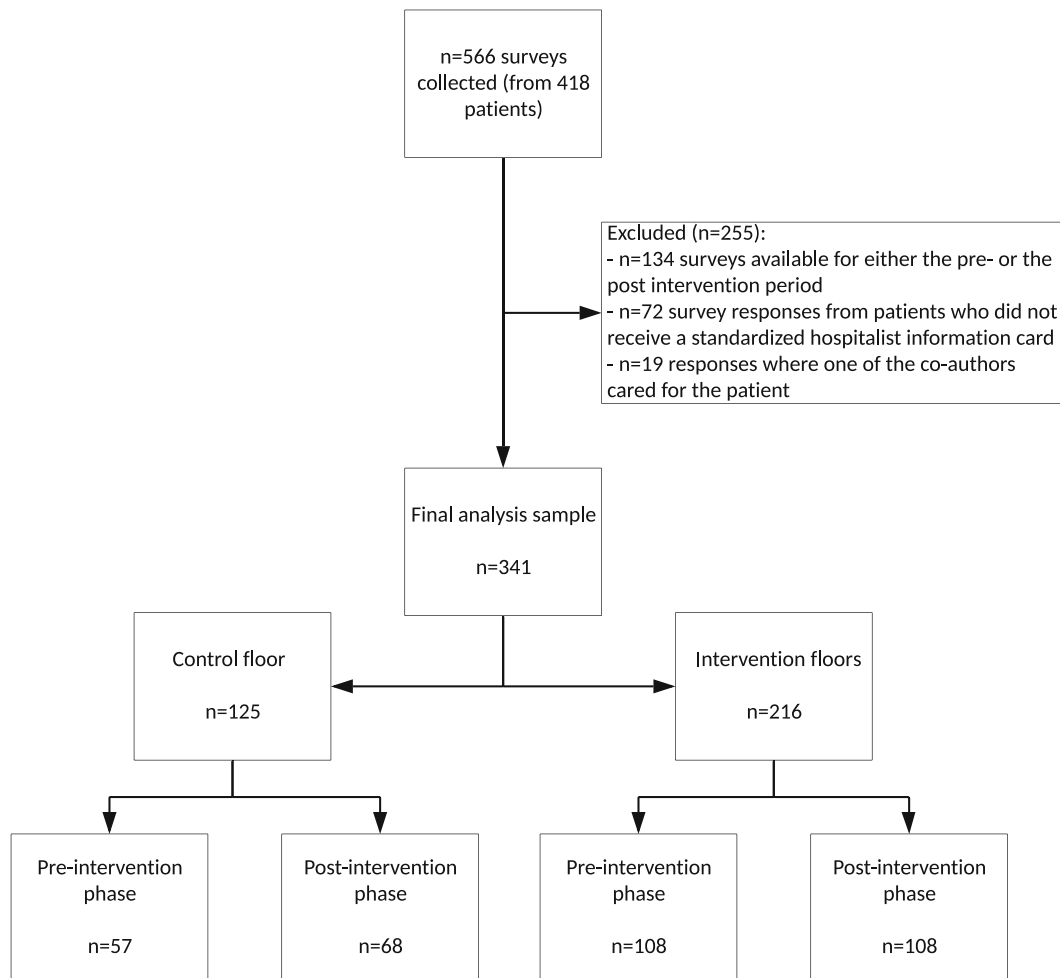 n=566 surveys
collected (from 418
patients)
Excluded (n=255):
- n=134 surveys available for either the pre- or the
post intervention period
- n=72 survey responses from patients who did not
receive a standardized hospitalist information card
- n=19 responses where one of the co-authors
cared for the patient
Final analysis sample
n=341
Control floor
n=125
Intervention floors
n=216
Pre-intervention
phase
n=57
Post-intervention
phase
n=68
Pre-intervention
phase
n=108
Post-intervention
phase
n=108